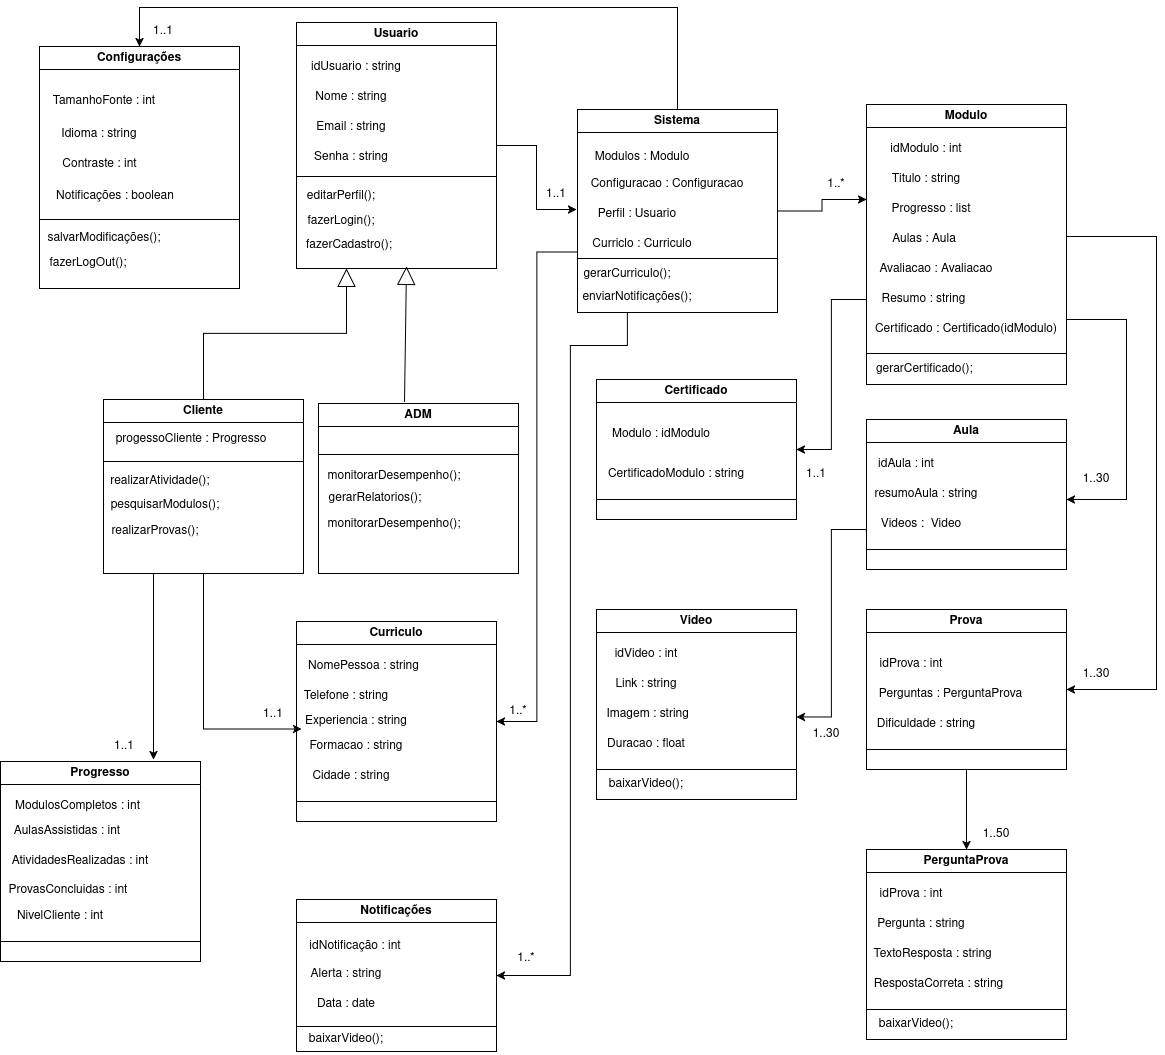 1..1
Configurações
TamanhoFonte : int
Idioma : string
Contraste : int
Notificações : boolean
salvarModificações();
fazerLogOut();
Usuario
idUsuario : string
Nome : string
Email : string
Senha : string
editarPerfil();
fazerLogin();
fazerCadastro();
1..1
Sistema
Modulos : Modulo
Configuracao : Configuracao
Perfil : Usuario
Curriclo : Curriculo
gerarCurriculo();
enviarNotificações();
1..*
Modulo
idModulo : int
Titulo : string
Progresso : list
Aulas : Aula
Avaliacao : Avaliacao
Resumo : string
Certificado : Certificado(idModulo)
gerarCertificado();
Cliente
progessoCliente : Progresso
realizarAtividade();
pesquisarModulos();
realizarProvas();
ADM
monitorarDesempenho();
gerarRelatorios();
monitorarDesempenho();
Certificado
Modulo : idModulo
CertificadoModulo : string
1..1
Aula
idAula : int
resumoAula : string
Videos :  Video
1..30
Curriculo
NomePessoa : string
Telefone : string
Experiencia : string
Formacao : string
Cidade : string
1..1
1..*
Video
idVideo : int
Link : string
Imagem : string
Duracao : float
baixarVideo();
1..30
Prova
idProva : int
Perguntas : PerguntaProva
Dificuldade : string
1..30
1..1
Progresso
ModulosCompletos : int
AulasAssistidas : int
AtividadesRealizadas : int
ProvasConcluidas : int
NivelCliente : int
Notificações
idNotificação : int
Alerta : string
Data : date
baixarVideo();
1..*
1..50
PerguntaProva
idProva : int
Pergunta : string
TextoResposta : string
RespostaCorreta : string
baixarVideo();